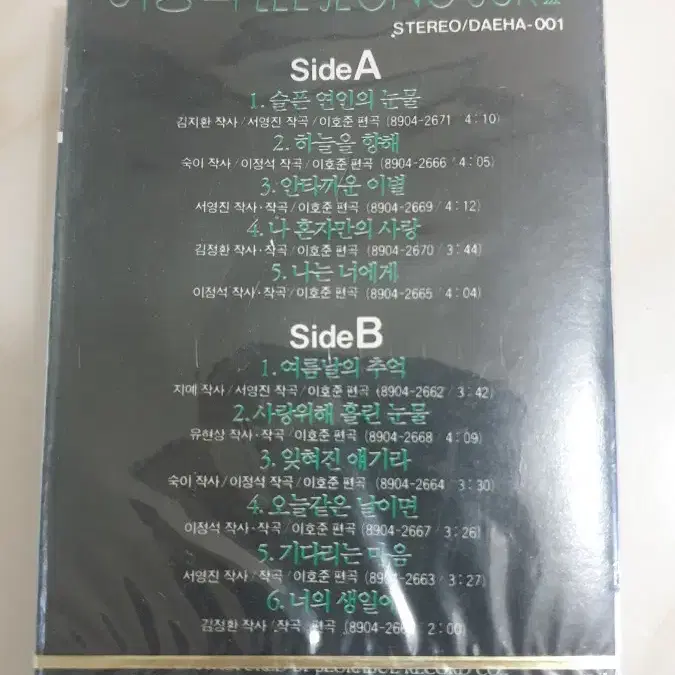 STEREO/DAEHA-001
Side A
1. 슬픈 연인의 눈물
김지환 작사/서영진 작곡/이호준 편곡 (8904-2671 4:10)
2. 하늘을 향해
숙이 작사/이정석 작곡/이호준 편곡 (8904-2666 4:05)
3. 안타까운 이별
서영진 작사·작곡/이호준 편곡 (8904-2669/4:12)
4. 나 혼자만의 사랑
김정환 작사·작곡/이호준 편곡 (8904-2670/3:44)
5. 나는 너에게
이정석 작사·작곡/이호준 편곡 (8904-2665/4:04)
Side B
1. 여름날의 추억
지예 작사/서영진 작곡/이호준 편곡 (8904-2662/3:42)
2. 사랑위해 흘린 눈물
유현상 작사·작곡/이호준 편곡 (8904-2668/4:09)
3. 잊혀진 얘기라
숙이 작사/이정석 작곡/이호준 편곡 (8904-2664/3:30)
4. 오늘같은 날이면
이정석 작사·작곡/이호준 편곡 (8904-2667/3:26)
5. 기다리는 마음
서영진 작사/작곡/이호준 편곡 (8904-2663/3:27)
6. 너의 생일에
김정환 작사/작곡 편곡 2:00)